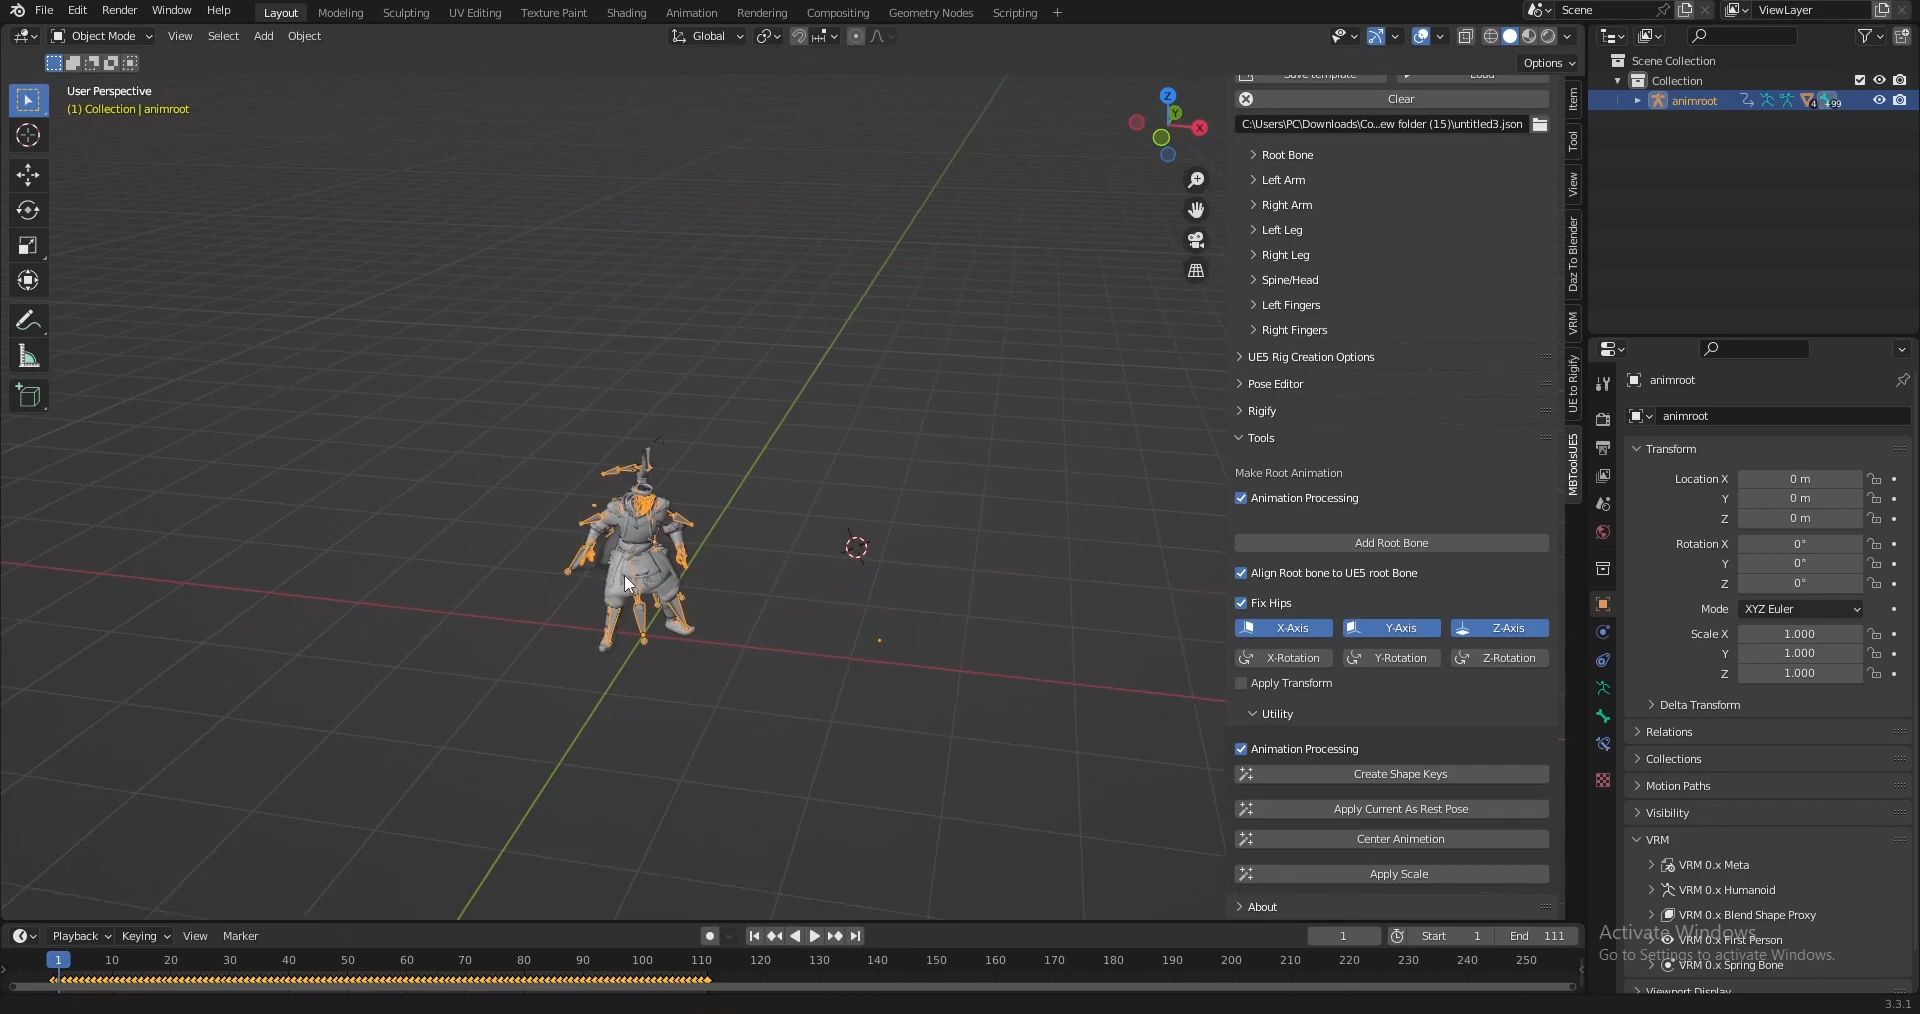 File Edit Render Window Help Layout Modeling Sculpting UV Editing Texture Paint Shading Animation Rendering Compositing Geometry Nodes Scripting + Scene ViewLayer
Object Mode View Select Add Object Global
Options
User Perspective
(1) Collection | animroot
Z
Y
X
Save template Load
Clear
C:\Users\PC\Downloads\Co...ew folder (15)\untitled3.json
Root Bone
Left Arm
Right Arm
Left Leg
Right Leg
Spine/Head
Left Fingers
Right Fingers
UE5 Rig Creation Options
Pose Editor
Rigify
Tools
Make Root Animation
Animation Processing
Add Root Bone
Align Root bone to UE5 root Bone
Fix Hips
X-Axis Y-Axis Z-Axis
X-Rotation Y-Rotation Z-Rotation
Apply Transform
Utility
Animation Processing
Create Shape Keys
Apply Current As Rest Pose
Center Animation
Apply Scale
About
Item
Tool
View
Daz To Blender
VRM
UE to Rigify
MBToolsUE5
Scene Collection
Collection
animroot 4 +99
animroot
animroot
Transform
Location X 0 m
Y 0 m
Z 0 m
Rotation X 0°
Y 0°
Z 0°
Mode XYZ Euler
Scale X 1.000
Y 1.000
Z 1.000
Delta Transform
Relations
Collections
Motion Paths
Visibility
VRM
VRM 0.x Meta
VRM 0.x Humanoid
VRM 0.x Blend Shape Proxy
VRM 0.x First Person
VRM 0.x Spring Bone
Viewport Display
Activate Windows
Go to Settings to activate Windows.
Playback Keying View Marker 1 Start 1 End 111
1 10 20 30 40 50 60 70 80 90 100 110 120 130 140 150 160 170 180 190 200 210 220 230 240 250
3.3.1